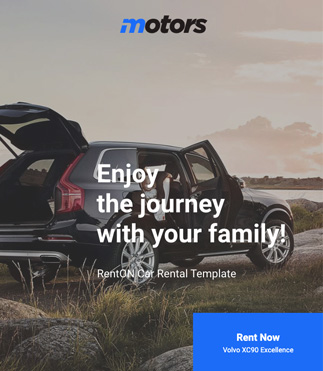 motors
Enjoy
the journey
with your family!
RentON Car Rental Template
Rent Now
Volvo XC90 Excellence